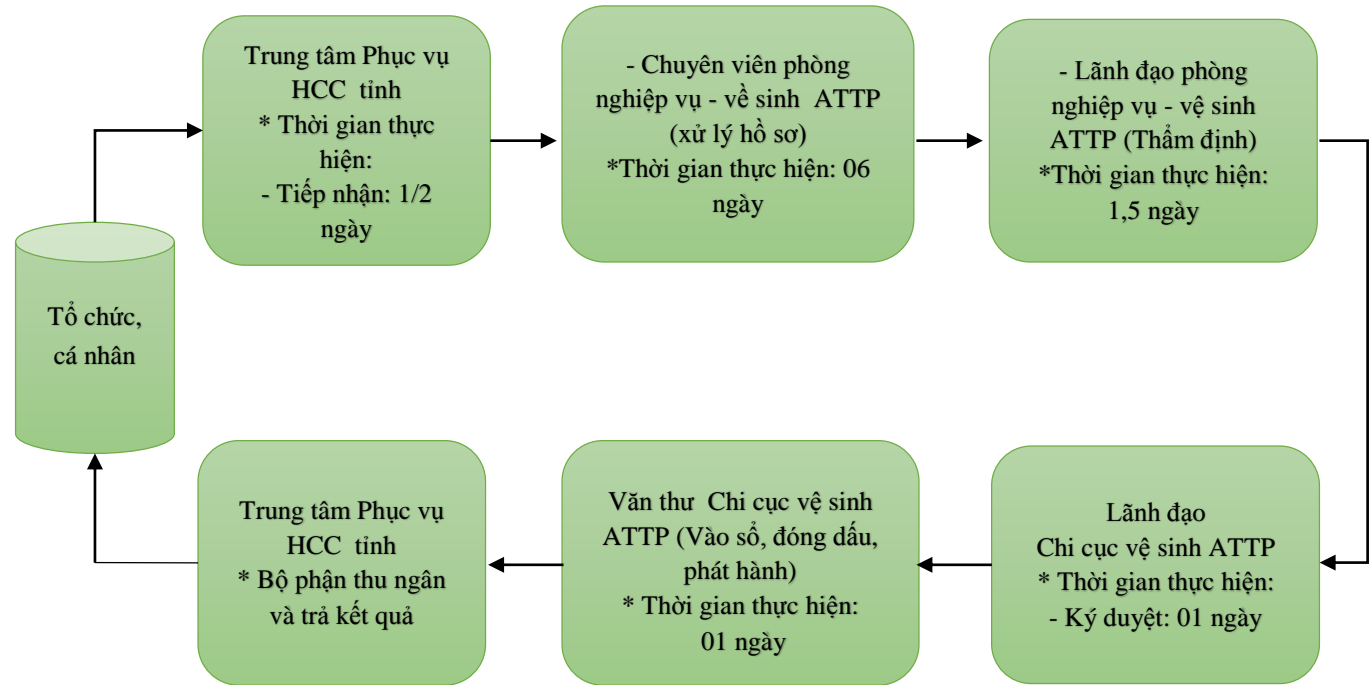 Trung tâm Phục vụ
HCC tỉnh
* Thời gian thực
hiện:
- Tiếp nhận: 1/2
ngày
- Chuyên viên phòng
nghiệp vụ - về sinh ATTP
(xử lý hồ sơ)
*Thời gian thực hiện: 06
ngày
- Lãnh đạo phòng
nghiệp vụ - vệ sinh
ATTP (Thẩm định)
*Thời gian thực hiện:
1,5 ngày
Tổ chức,
cá nhân
Trung tâm Phục vụ
HCC tỉnh
* Bộ phận thu ngân
và trả kết quả
Văn thư Chi cục vệ sinh
ATTP (Vào sổ, đóng dấu,
phát hành)
* Thời gian thực hiện:
01 ngày
Lãnh đạo
Chi cục vệ sinh ATTP
* Thời gian thực hiện:
- Ký duyệt: 01 ngày